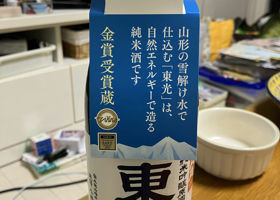 山形の雪解け水で
仕込む「東光」は、
自然エネルギーで造る
純米酒です
金賞受賞蔵
東